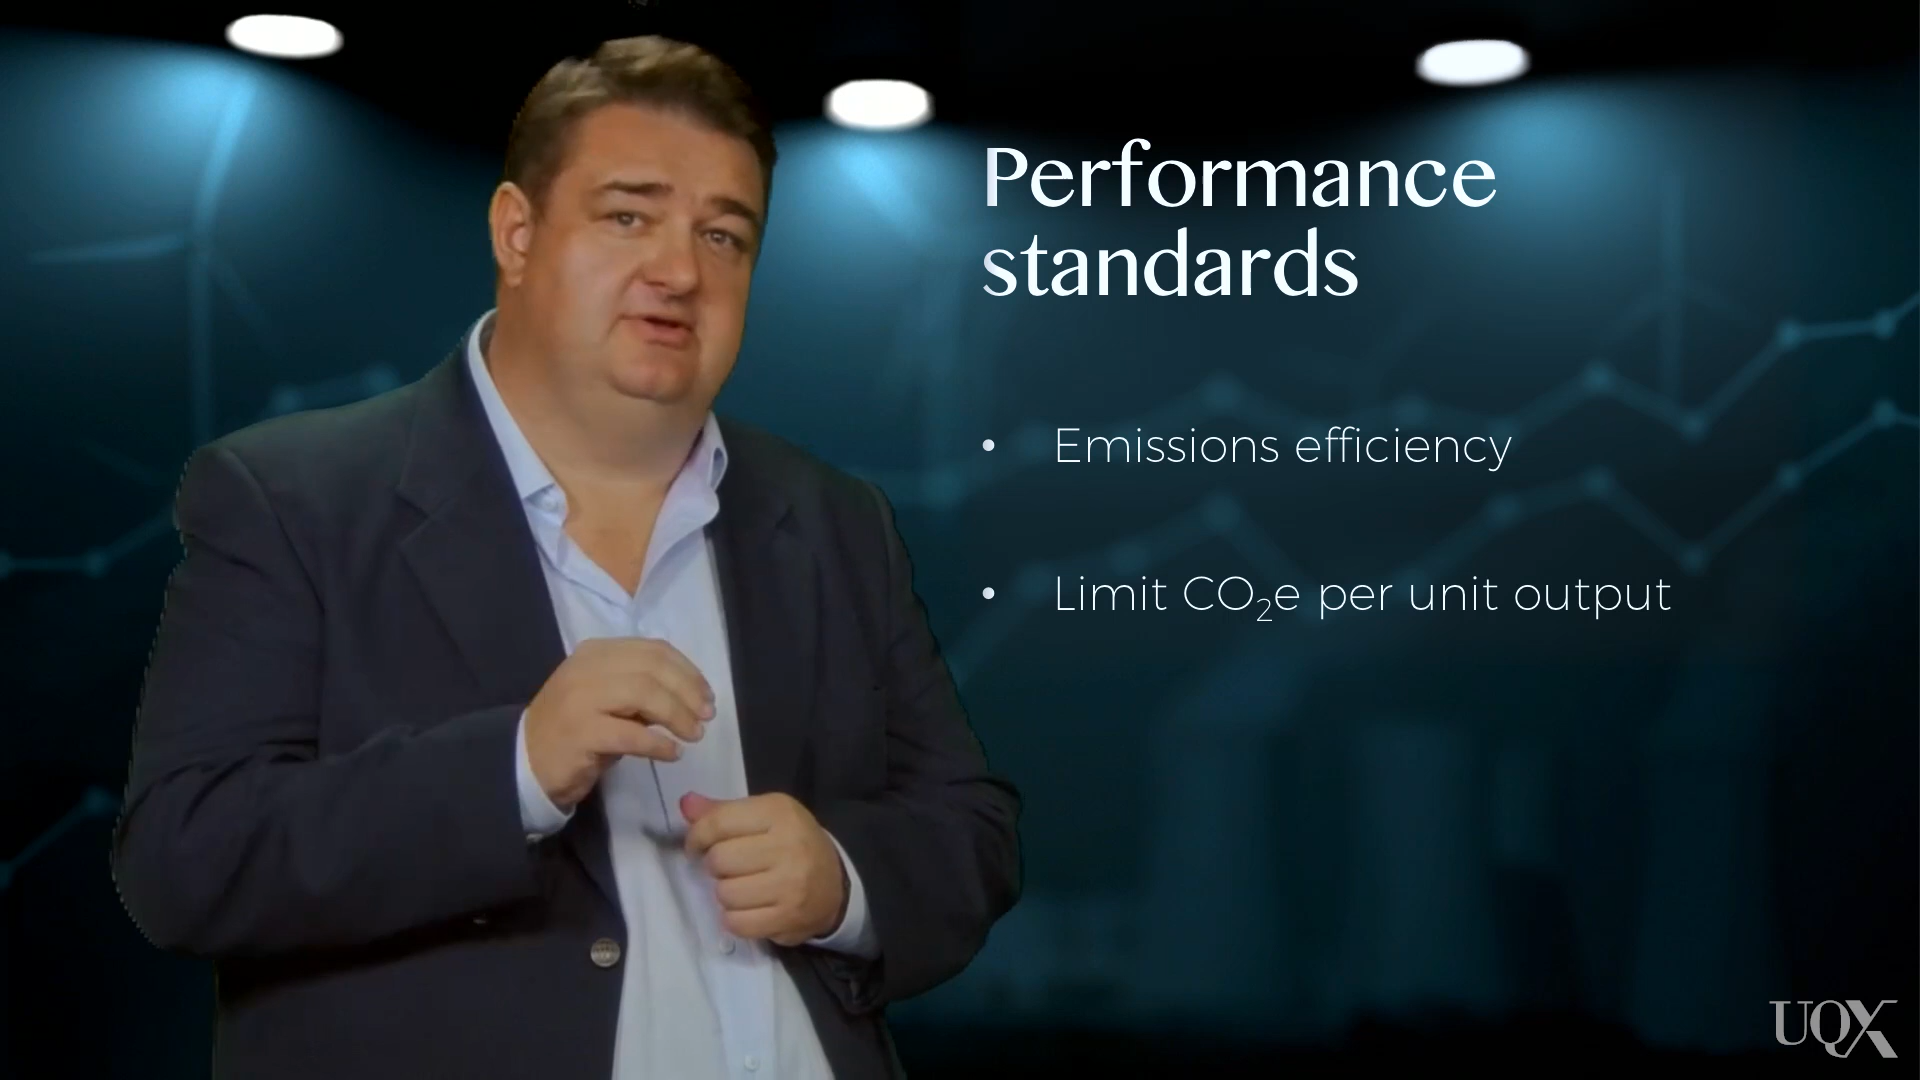 Performance
standards
• Emissions efficiency
• Limit CO₂e per unit output
UQX